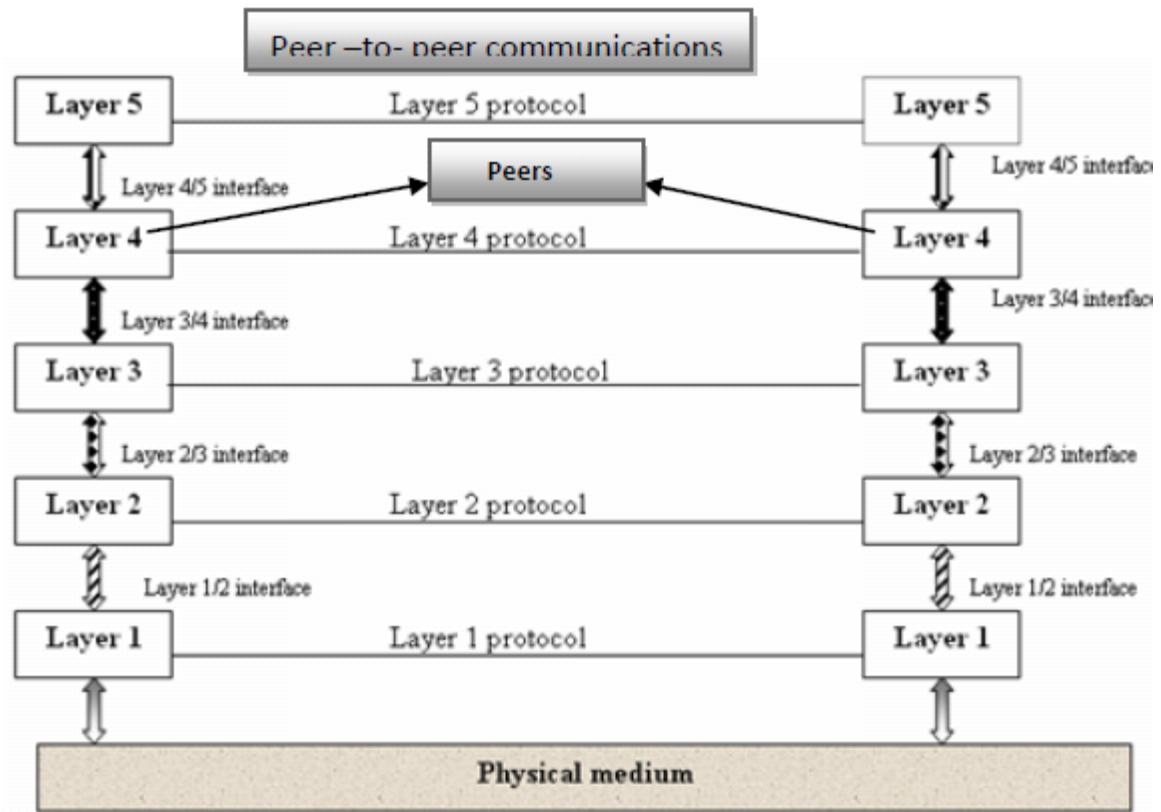 Peer –to- peer communications
Layer 5
Layer 5 protocol
Layer 5
Peers
Layer 4/5 interface
Layer 4/5 interface
Layer 4
Layer 4 protocol
Layer 4
Layer 3/4 interface
Layer 3/4 interface
Layer 3
Layer 3 protocol
Layer 3
Layer 2/3 interface
Layer 2/3 interface
Layer 2
Layer 2 protocol
Layer 2
Layer 1/2 interface
Layer 1/2 interface
Layer 1
Layer 1 protocol
Layer 1
Physical medium